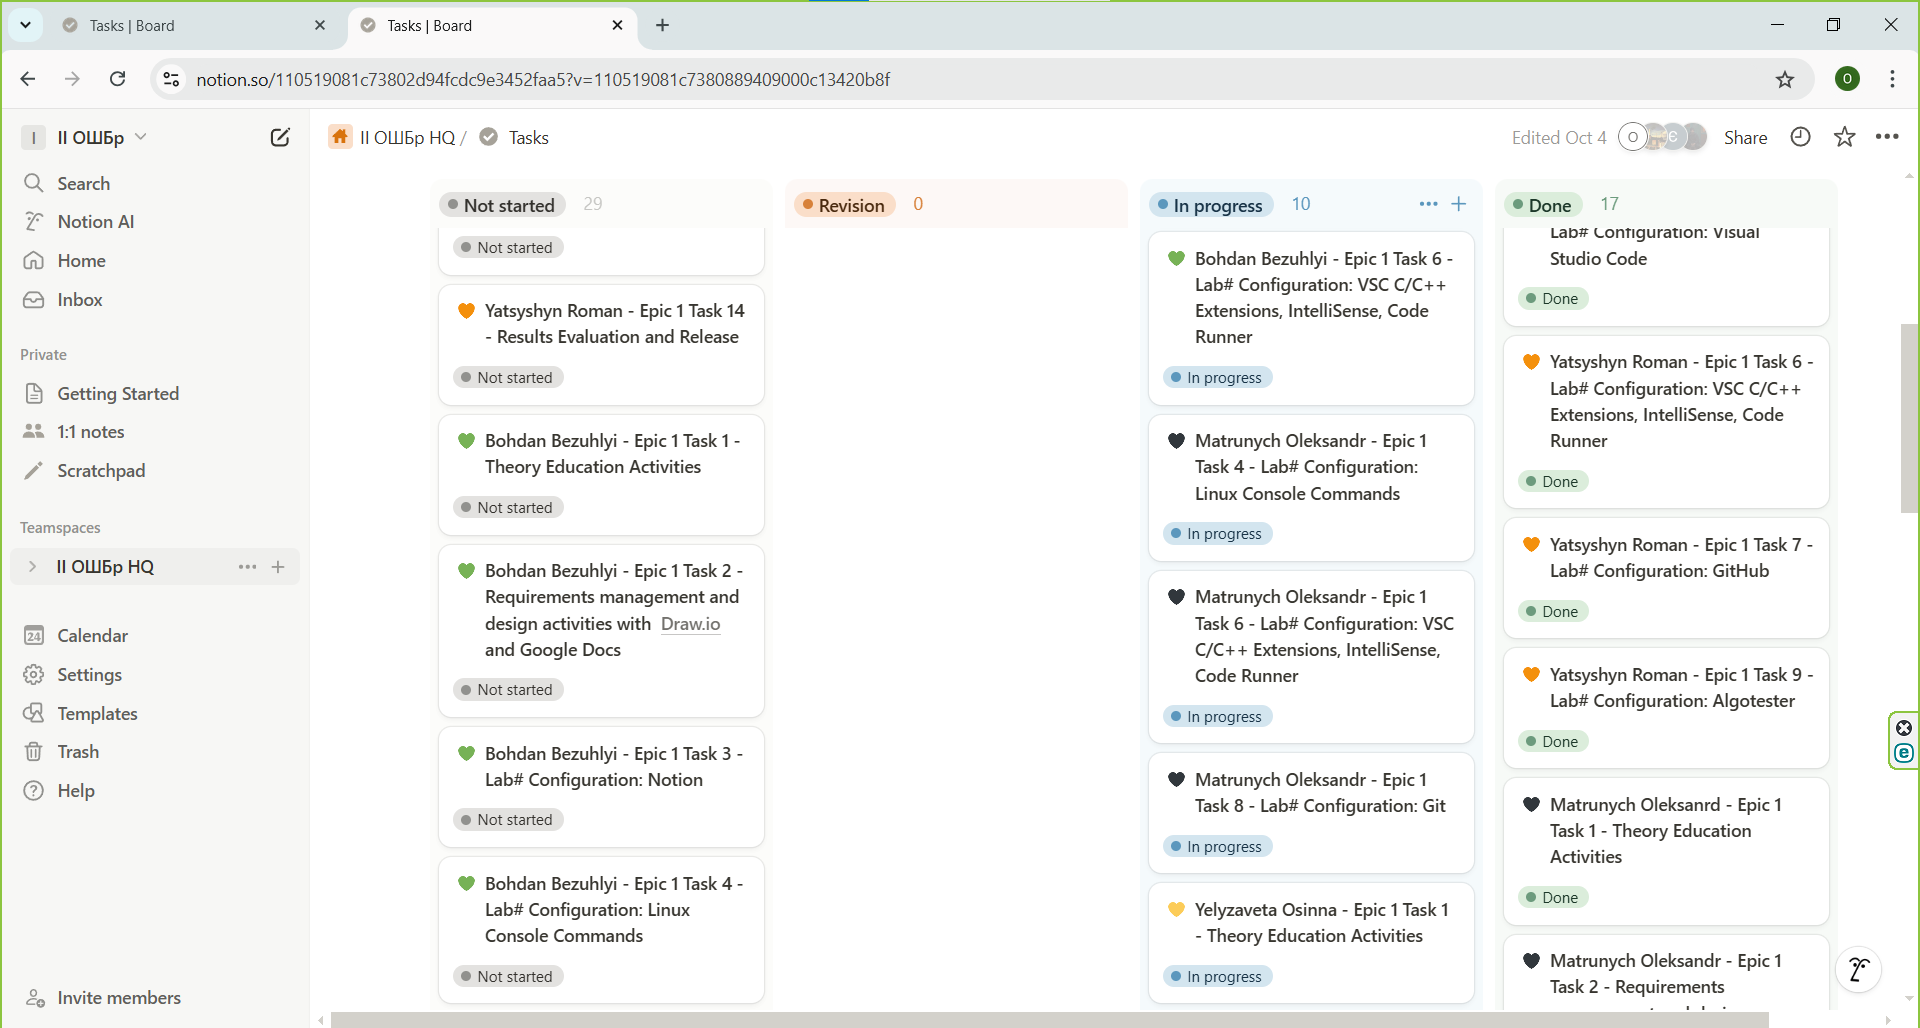 Tasks | Board
Tasks | Board
notion.so/110519081c73802d94fcdc9e3452faa5?v=110519081c7380889409000c13420b8f
O
I
ІІ ОШБр
ІІ ОШБр HQ /
Tasks
Edited Oct 4
O
Є
Share
Search
Notion AI
Home
Inbox
Private
Getting Started
1:1 notes
Scratchpad
Teamspaces
ІІ ОШБр HQ
24
Calendar
Settings
Templates
Trash
Help
Invite members
Not started
29
Not started
Yatsyshyn Roman - Epic 1 Task 14
- Results Evaluation and Release
Not started
Bohdan Bezuhlyi - Epic 1 Task 1 -
Theory Education Activities
Not started
Bohdan Bezuhlyi - Epic 1 Task 2 -
Requirements management and
design activities with Draw.io
and Google Docs
Not started
Bohdan Bezuhlyi - Epic 1 Task 3 -
Lab# Configuration: Notion
Not started
Bohdan Bezuhlyi - Epic 1 Task 4 -
Lab# Configuration: Linux
Console Commands
Not started
Revision
0
In progress
10
Bohdan Bezuhlyi - Epic 1 Task 6 -
Lab# Configuration: VSC C/C++
Extensions, IntelliSense, Code
Runner
In progress
Matrunych Oleksandr - Epic 1
Task 4 - Lab# Configuration:
Linux Console Commands
In progress
Matrunych Oleksandr - Epic 1
Task 6 - Lab# Configuration: VSC
C/C++ Extensions, IntelliSense,
Code Runner
In progress
Matrunych Oleksandr - Epic 1
Task 8 - Lab# Configuration: Git
In progress
Yelyzaveta Osinna - Epic 1 Task 1
- Theory Education Activities
In progress
Done
17
Lab# Configuration: Visual
Studio Code
Done
Yatsyshyn Roman - Epic 1 Task 6 -
Lab# Configuration: VSC C/C++
Extensions, IntelliSense, Code
Runner
Done
Yatsyshyn Roman - Epic 1 Task 7 -
Lab# Configuration: GitHub
Done
Yatsyshyn Roman - Epic 1 Task 9 -
Lab# Configuration: Algotester
Done
Matrunych Oleksanrd - Epic 1
Task 1 - Theory Education
Activities
Done
Matrunych Oleksandr - Epic 1
Task 2 - Requirements